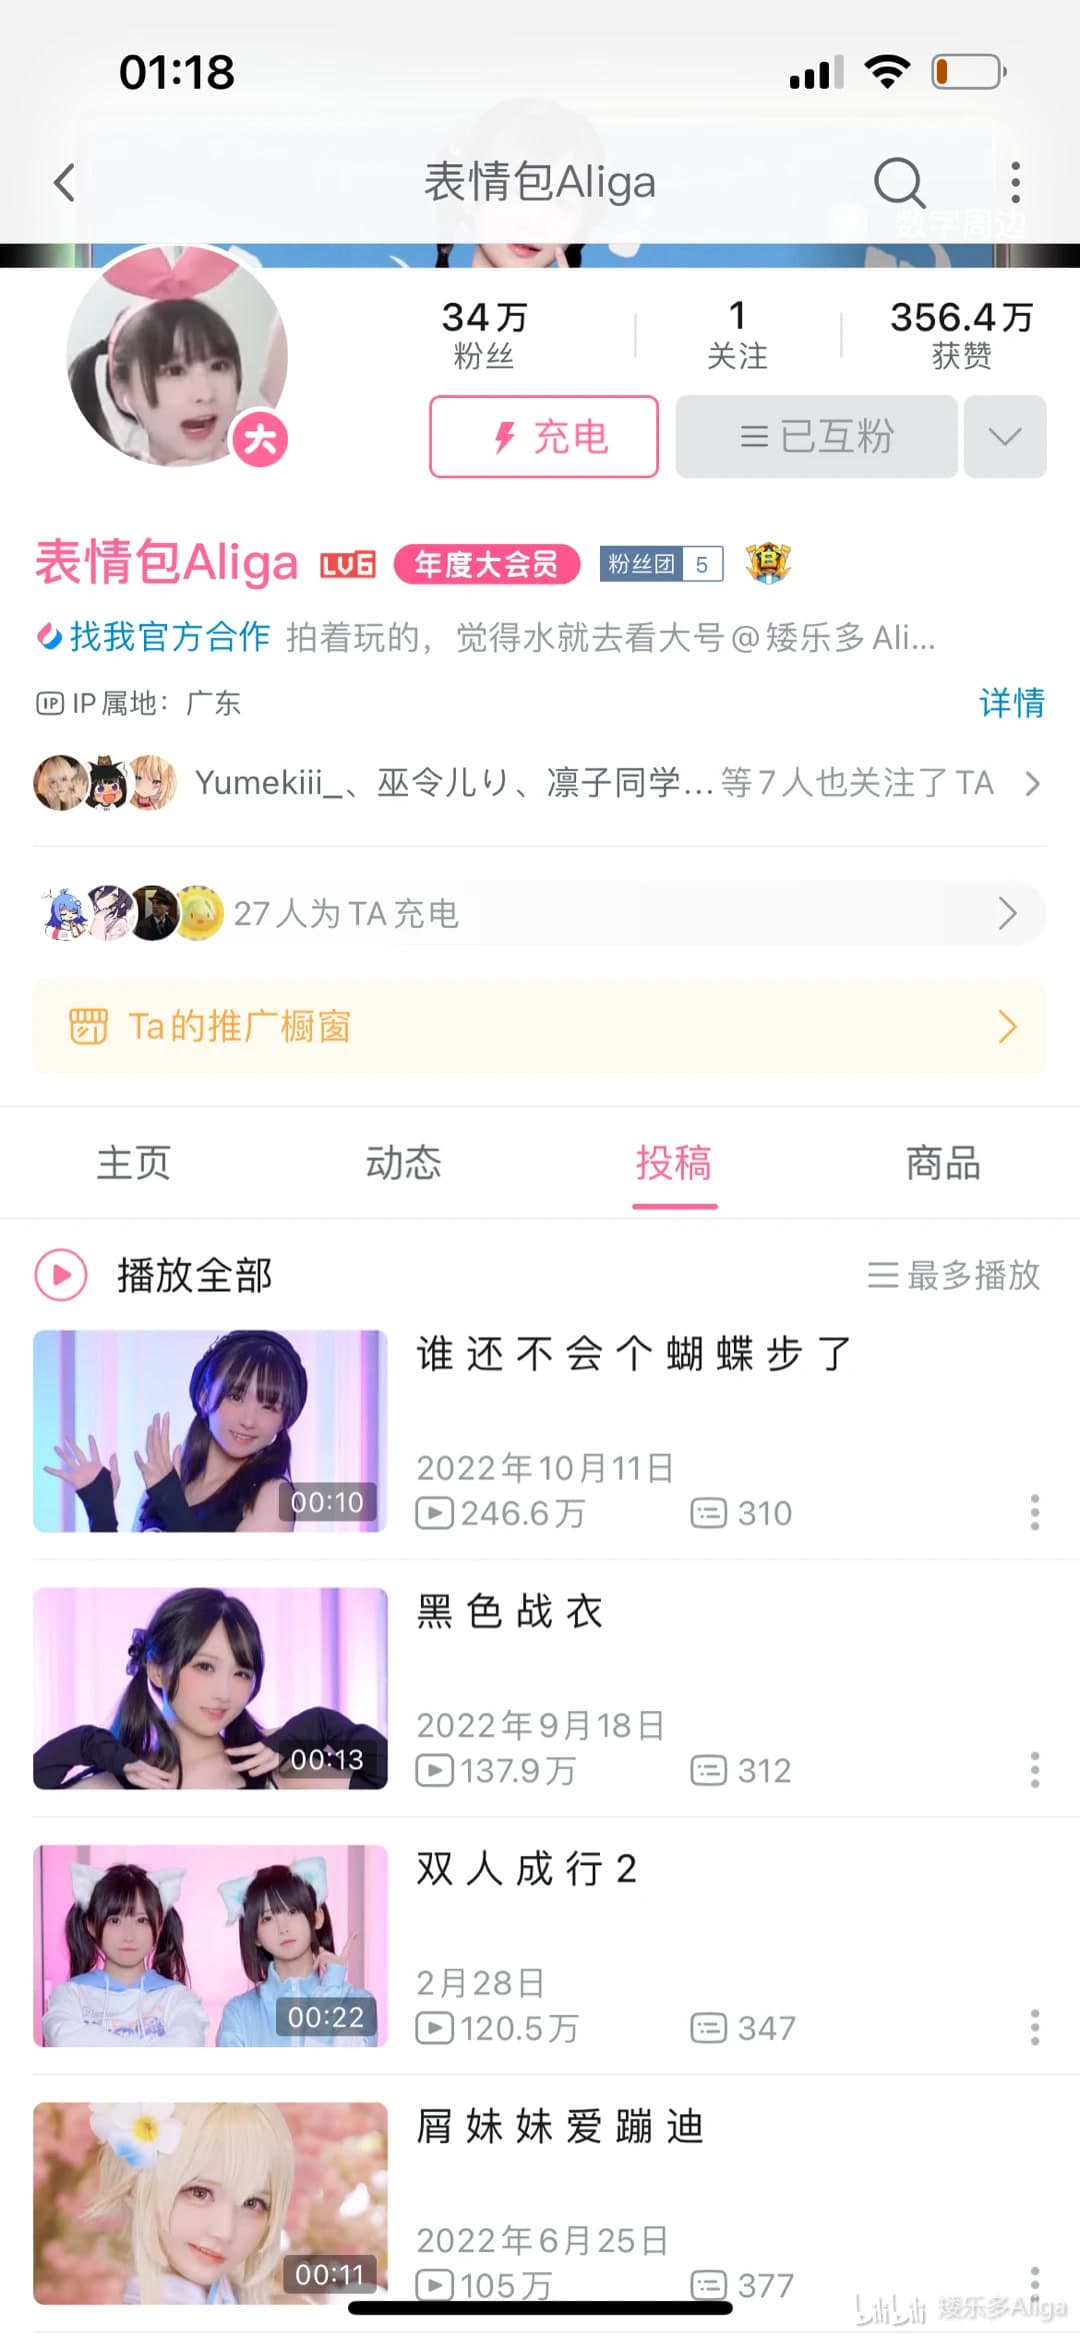 01:18
表情包Aliga
数字周边
34万
粉丝
1
关注
356.4万
获赞
大
充电
已互粉
表情包Aliga LV6 年度大会员 粉丝团 5
找我官方合作 拍着玩的，觉得水就去看大号@矮乐多Ali...
IP IP属地：广东
详情
Yumekiii_、巫令儿り、凛子同学...等7人也关注了TA
27人为TA充电
Ta的推广橱窗
主页 动态 投稿 商品
播放全部
最多播放
谁还不会个蝴蝶步了
00:10
2022年10月11日
246.6万 310
黑色战衣
00:13
2022年9月18日
137.9万 312
双人成行2
00:22
2月28日
120.5万 347
屑妹妹爱蹦迪
00:11
2022年6月25日
105万 377
bilibili 矮乐多Aliga